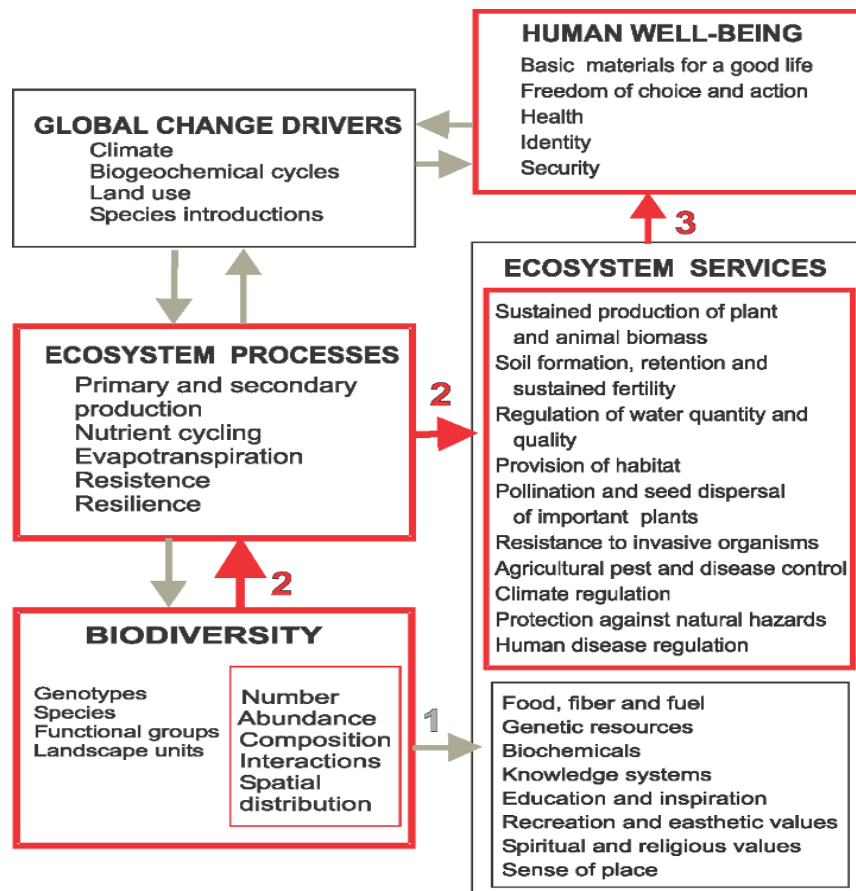 HUMAN WELL-BEING
Basic materials for a good life
Freedom of choice and action
Health
Identity
Security
GLOBAL CHANGE DRIVERS
Climate
Biogeochemical cycles
Land use
Species introductions
3
ECOSYSTEM SERVICES
Sustained production of plant
and animal biomass
Soil formation, retention and
sustained fertility
Regulation of water quantity and
quality
Provision of habitat
Pollination and seed dispersal
of important plants
Resistance to invasive organisms
Agricultural pest and disease control
Climate regulation
Protection against natural hazards
Human disease regulation
ECOSYSTEM PROCESSES
Primary and secondary
production
Nutrient cycling
Evapotranspiration
Resistence
Resilience
2
2
BIODIVERSITY
Genotypes
Species
Functional groups
Landscape units
Number
Abundance
Composition
Interactions
Spatial
distribution
1
Food, fiber and fuel
Genetic resources
Biochemicals
Knowledge systems
Education and inspiration
Recreation and easthetic values
Spiritual and religious values
Sense of place